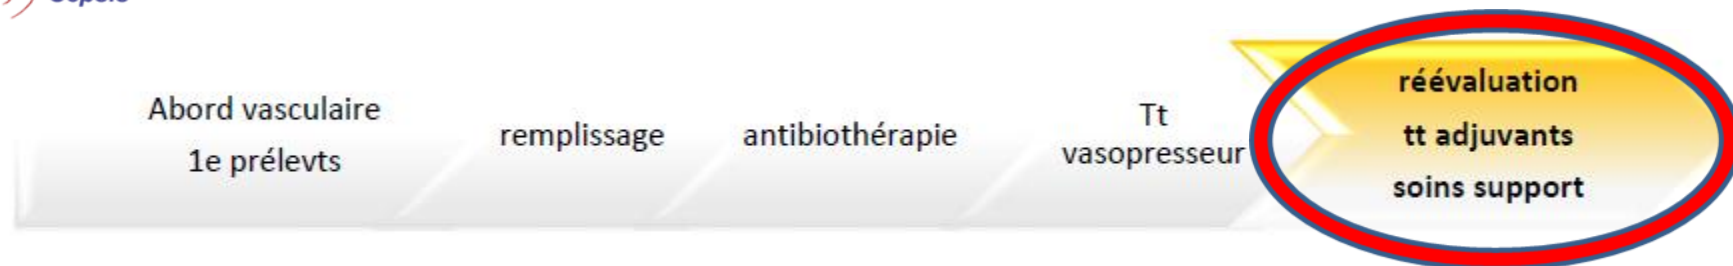 Abord vasculaire
1e prélevts
remplissage
antibiothérapie
Tt
vasopresseur
réévaluation
tt adjuvants
soins support